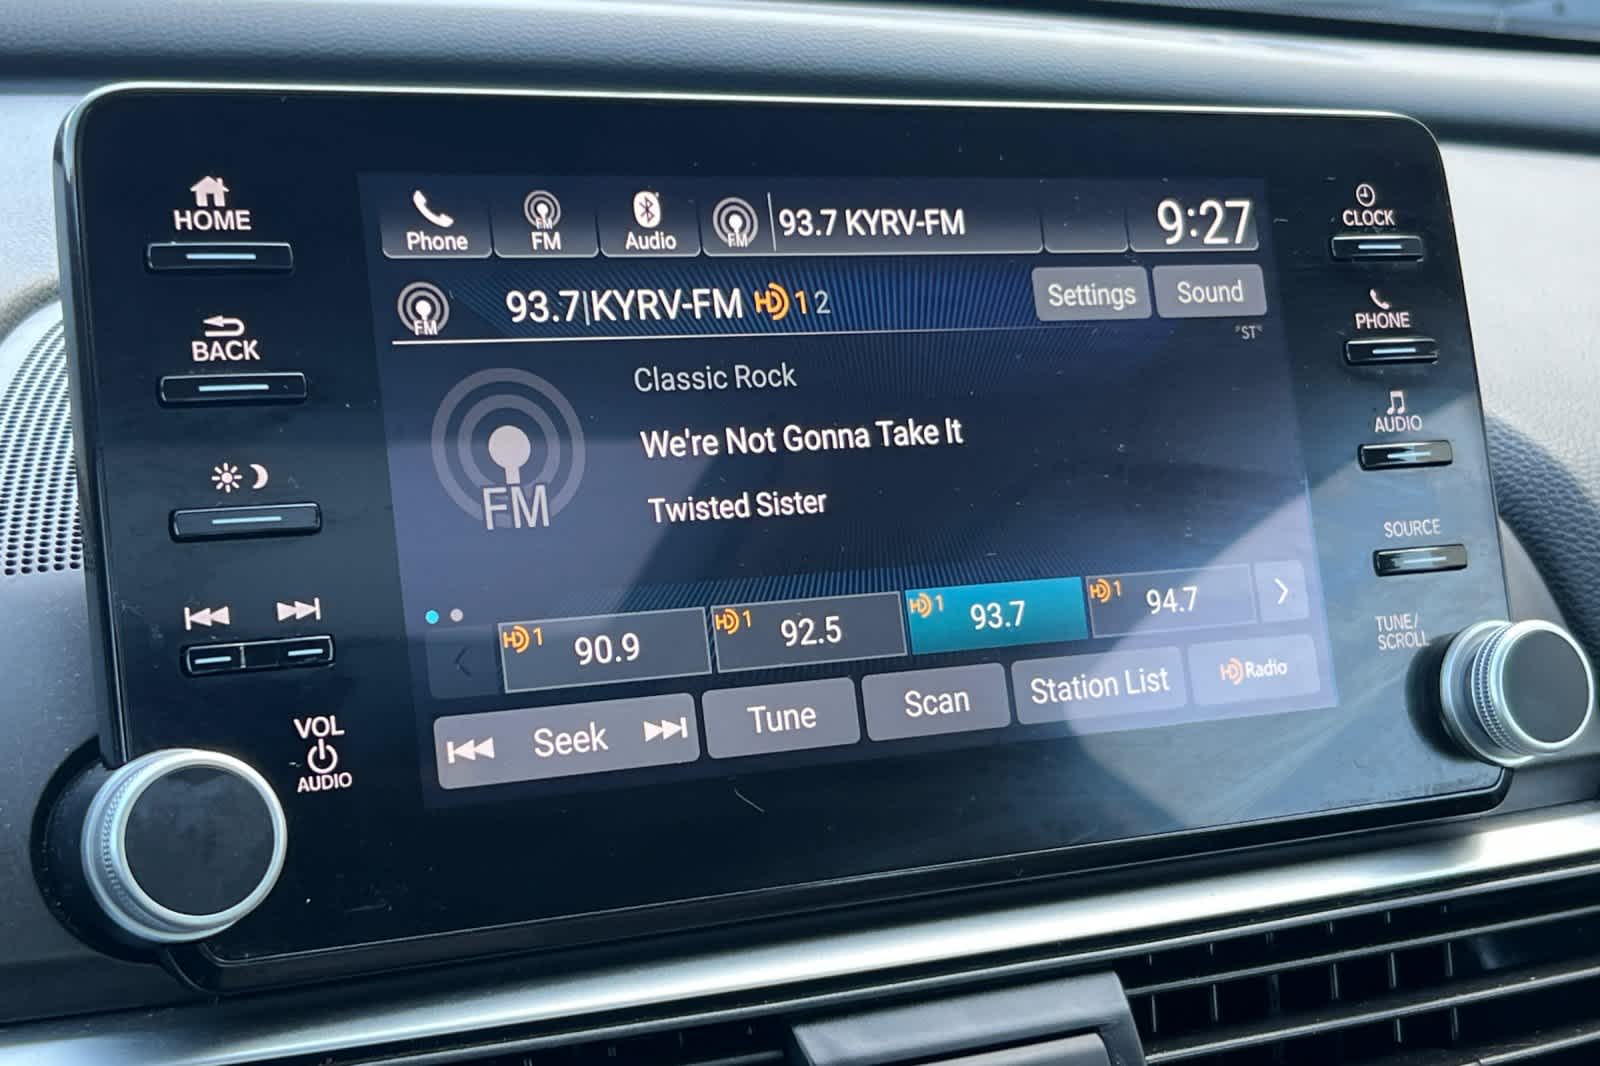 HOME
BACK
VOL
AUDIO
Phone
FM
Audio
FM
93.7 KYRV-FM
9:27
FM
93.7|KYRV-FM HD 1 2
Settings
Sound
"ST"
FM
Classic Rock
We're Not Gonna Take It
Twisted Sister
HD 1 90.9
HD 1 92.5
HD 1 93.7
HD 1 94.7
Seek
Tune
Scan
Station List
HD Radio
CLOCK
PHONE
AUDIO
SOURCE
TUNE/
SCROLL